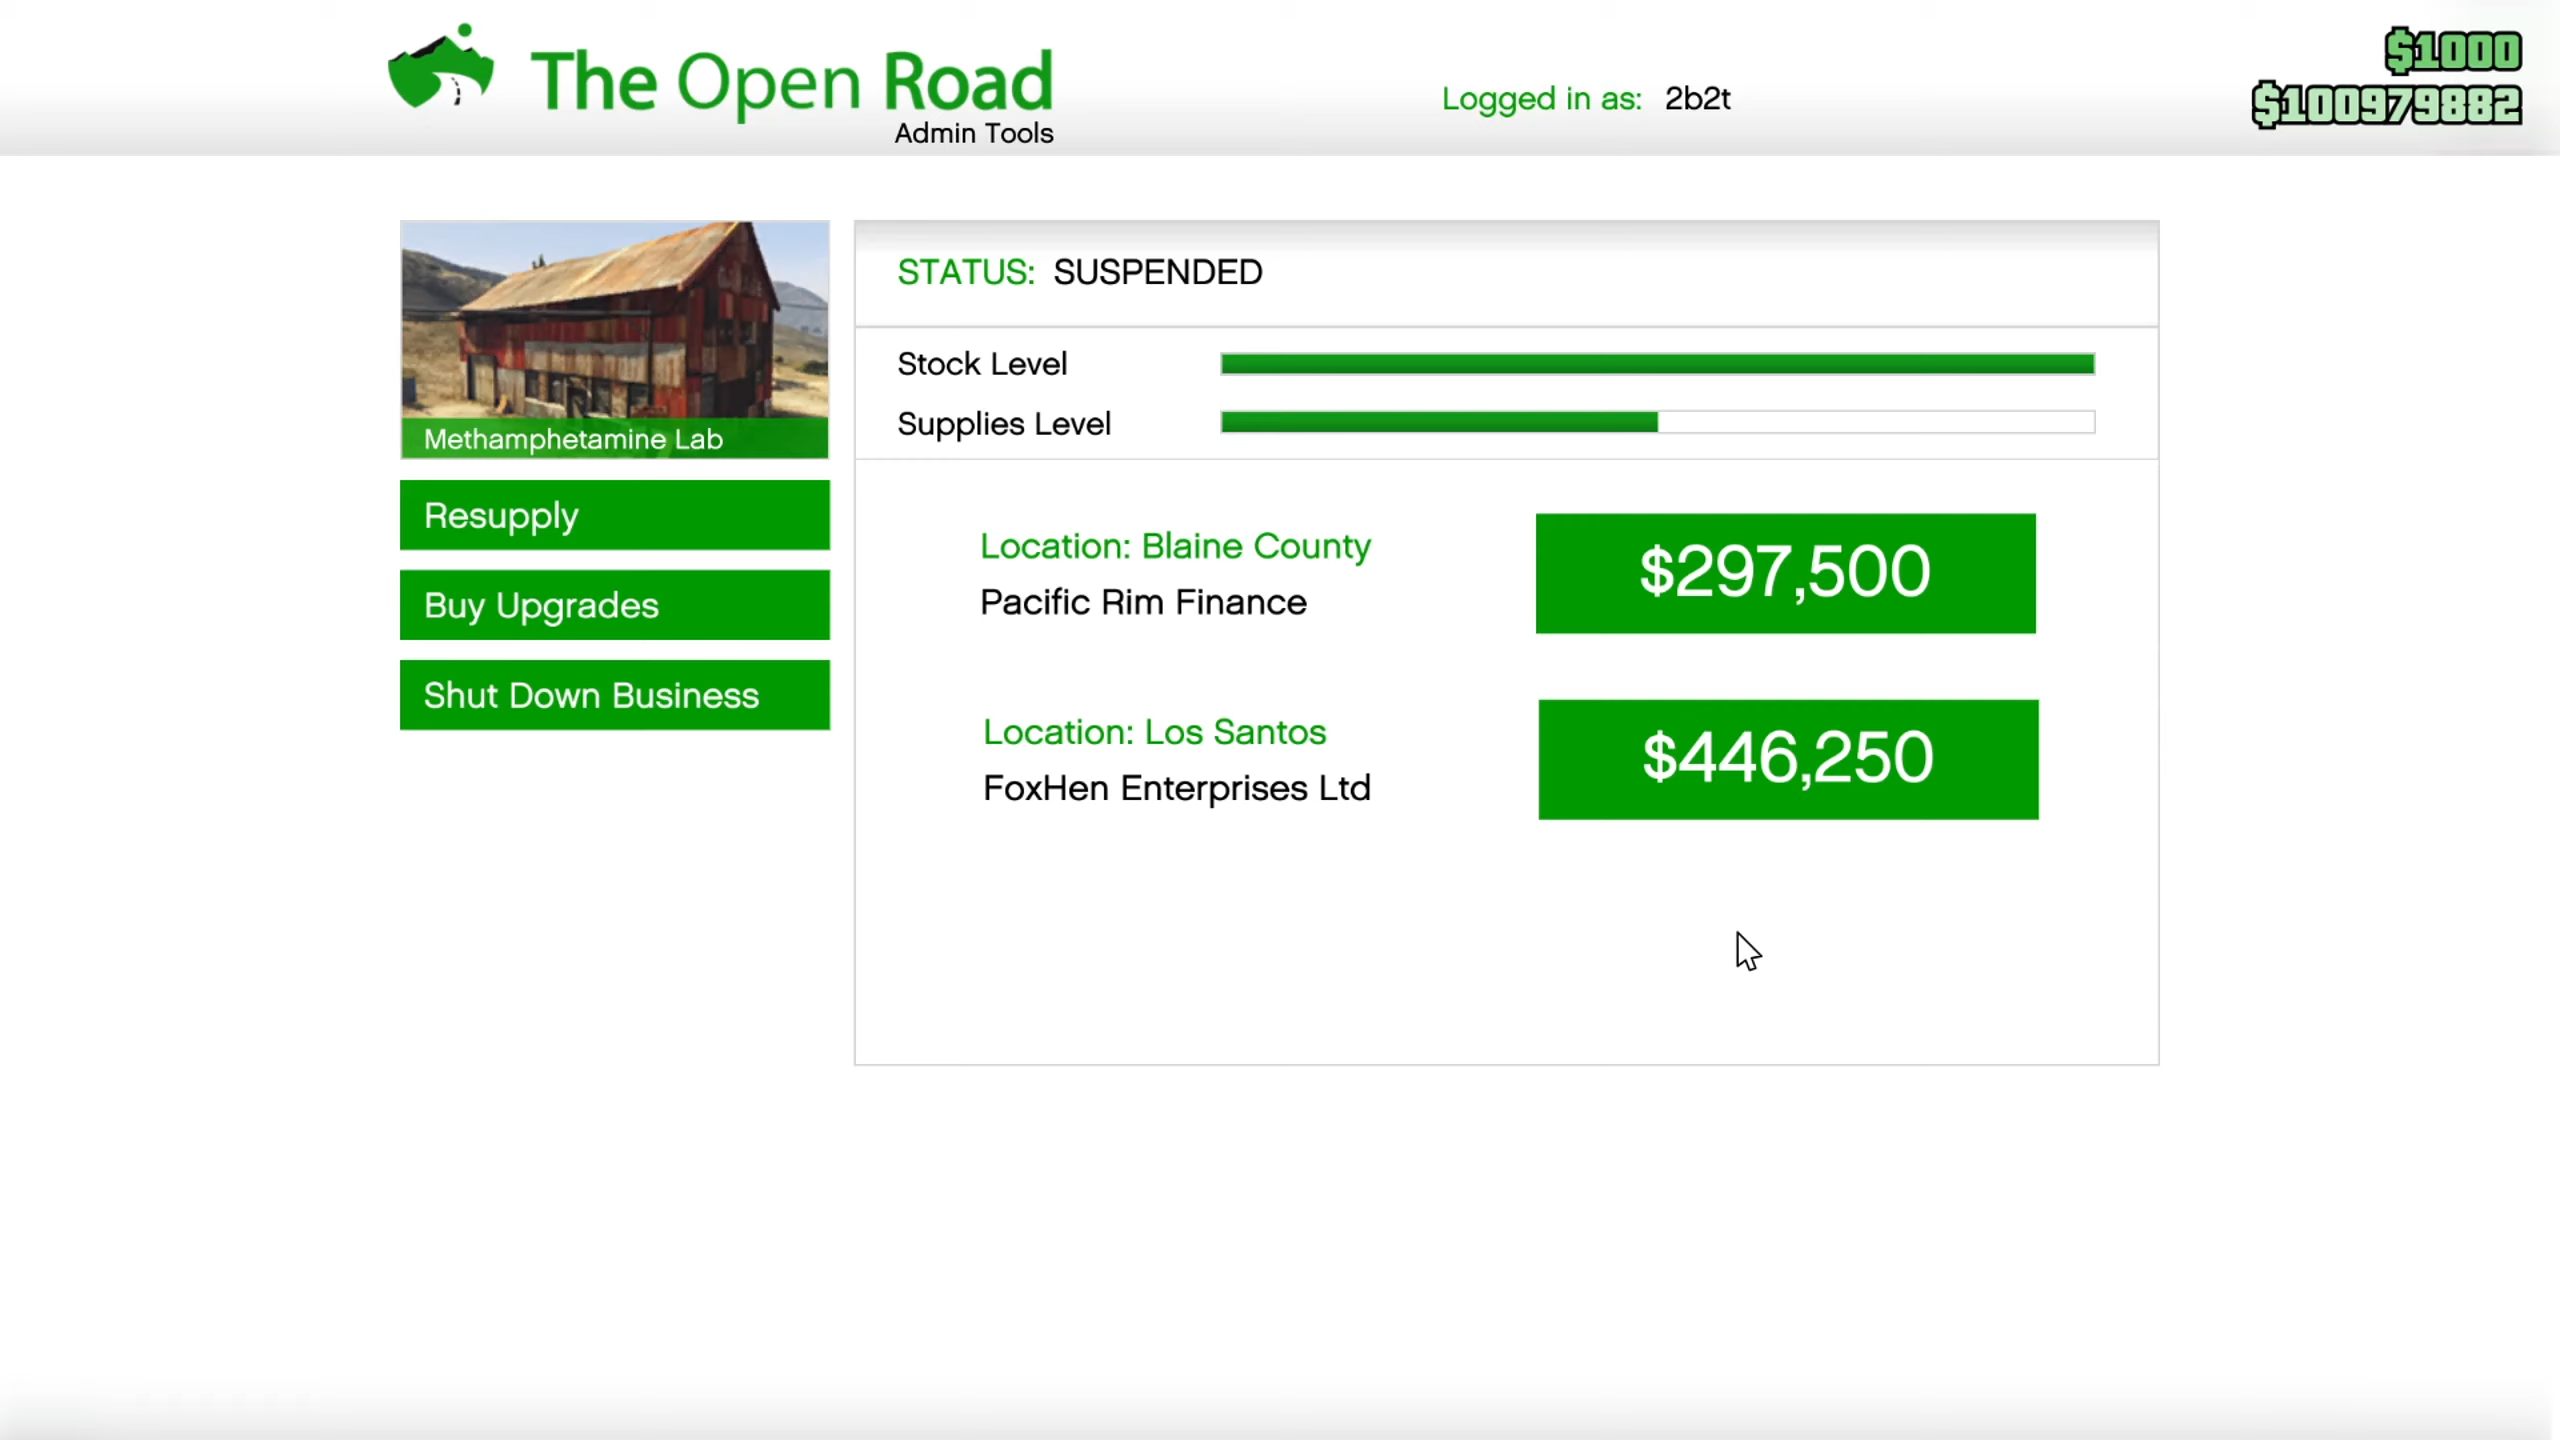 The Open Road
Admin Tools
Logged in as: 2b2t
$1000
$100979882
Methamphetamine Lab
Resupply
Buy Upgrades
Shut Down Business
STATUS: SUSPENDED
Stock Level
Supplies Level
Location: Blaine County
Pacific Rim Finance
$297,500
Location: Los Santos
FoxHen Enterprises Ltd
$446,250